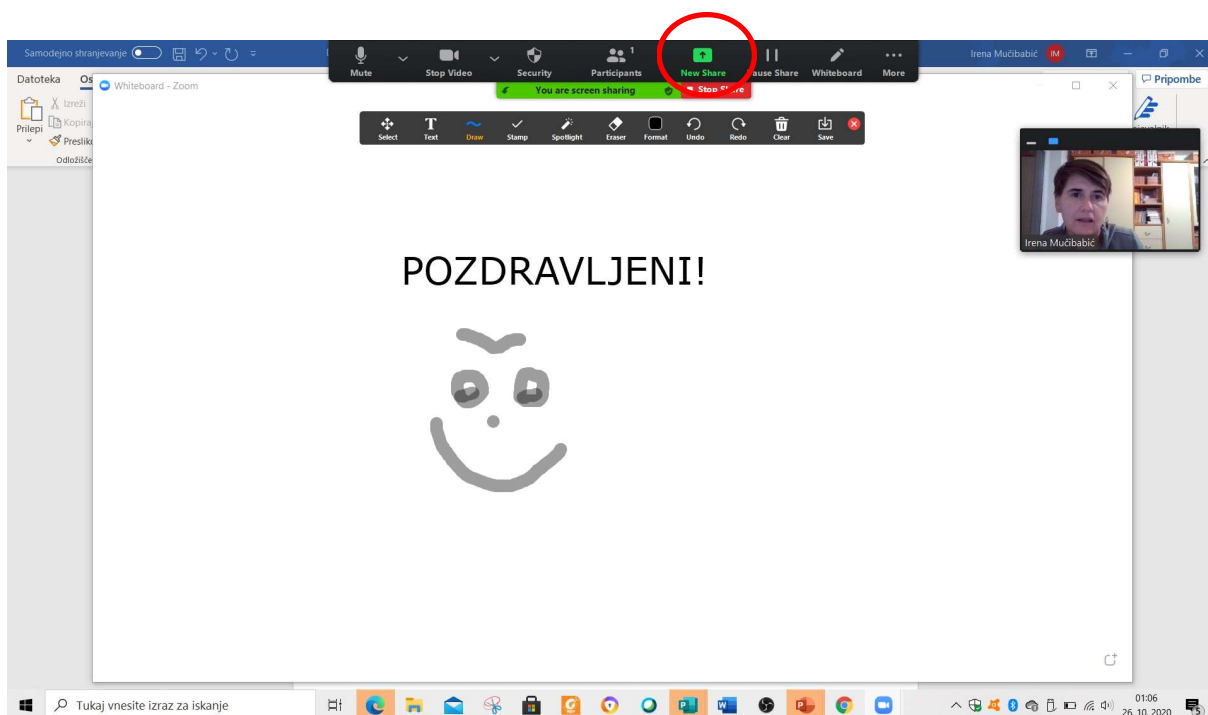 Samodejno shranjevanje
Irena Mučibabić IM
Datoteka
Pripombe
Izreži
Prilepi
Odložišče
Whiteboard - Zoom
Mute Stop Video Security Participants 1 New Share Pause Share Whiteboard More
You are screen sharing Stop Share
Select Text Draw Stamp Spotlight Eraser Format Undo Redo Clear Save
Irena Mučibabić
POZDRAVLJENI!
Tukaj vnesite izraz za iskanje
01:06
26. 10. 2020
5